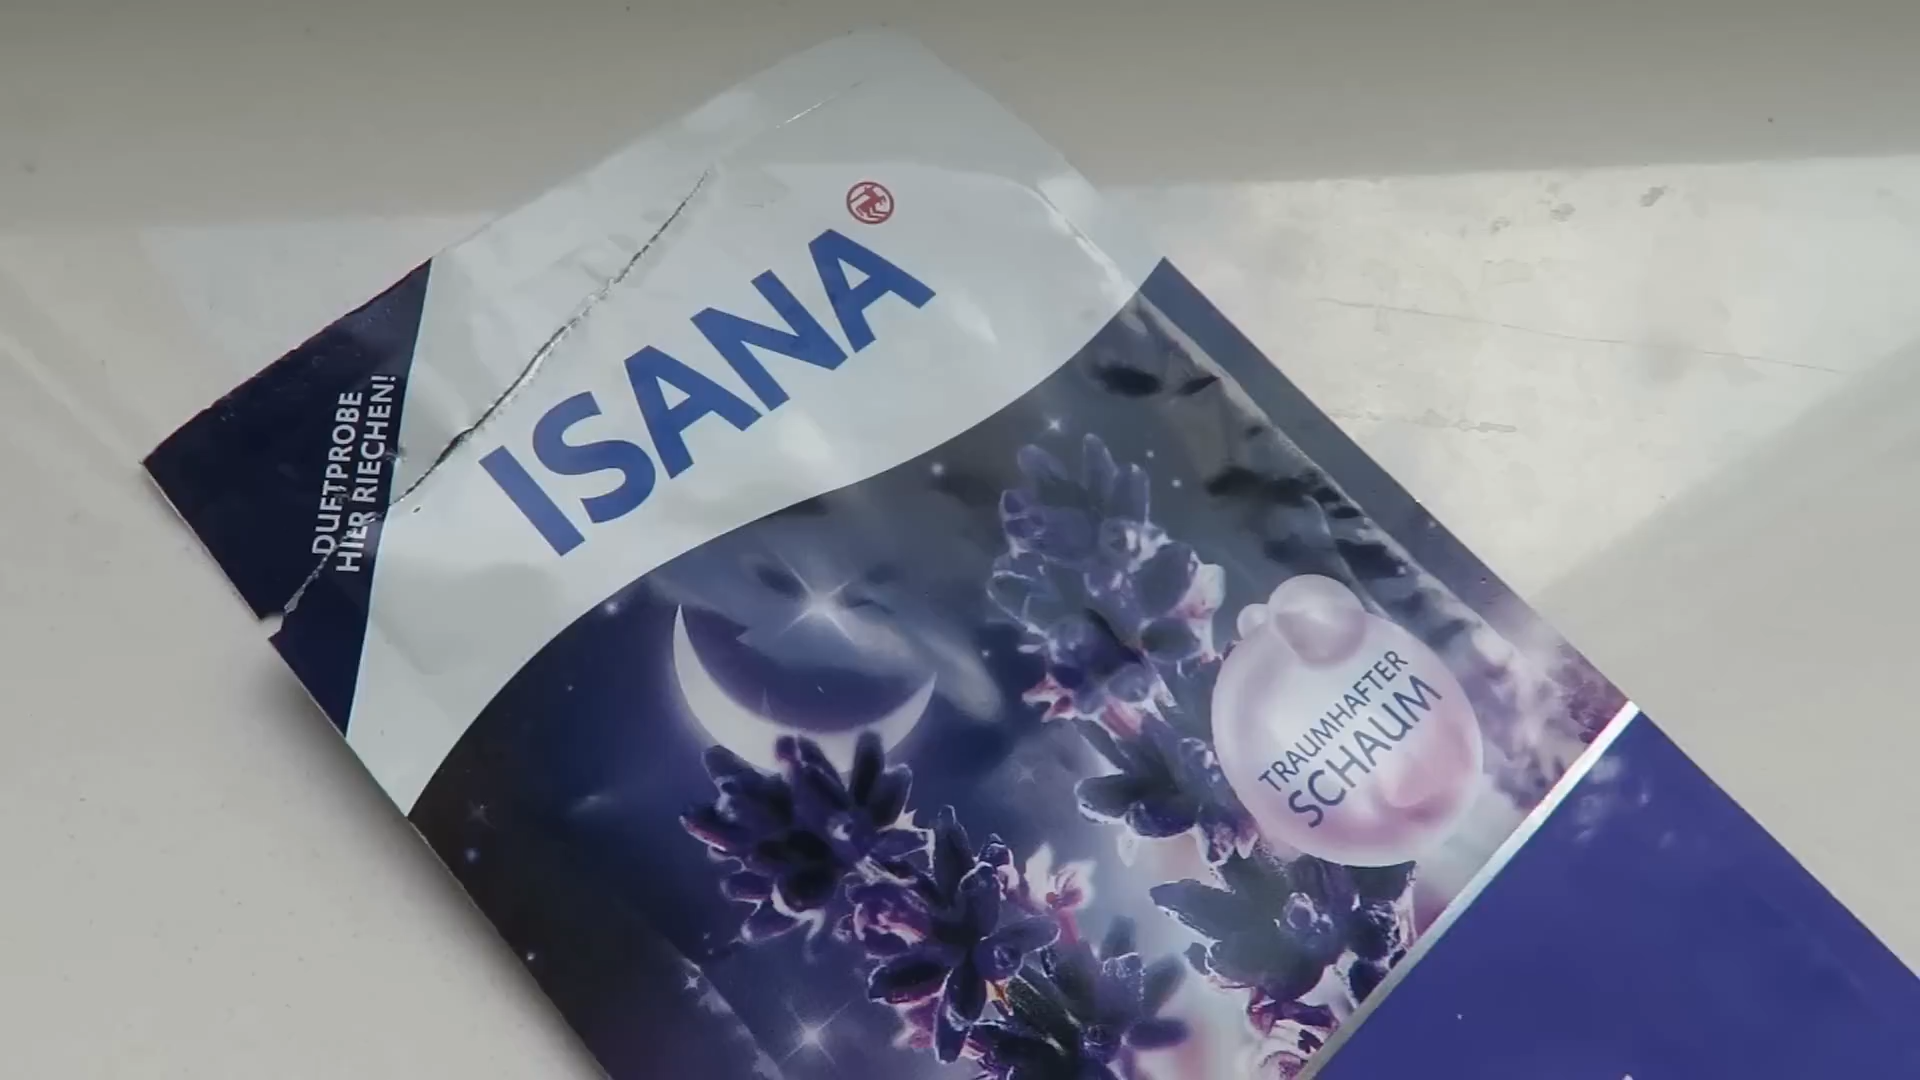 DUFTPROBE
HIER RIECHEN!
ISANA
TRAUMHAFTER
SCHAUM